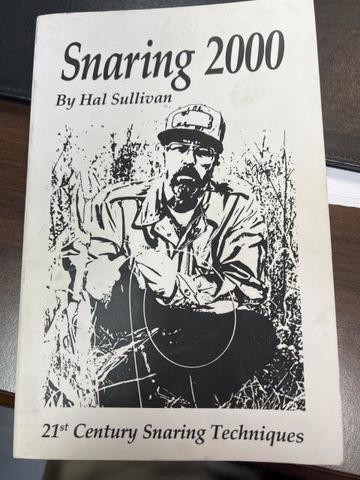 Snaring 2000
By Hal Sullivan
21st Century Snaring Techniques